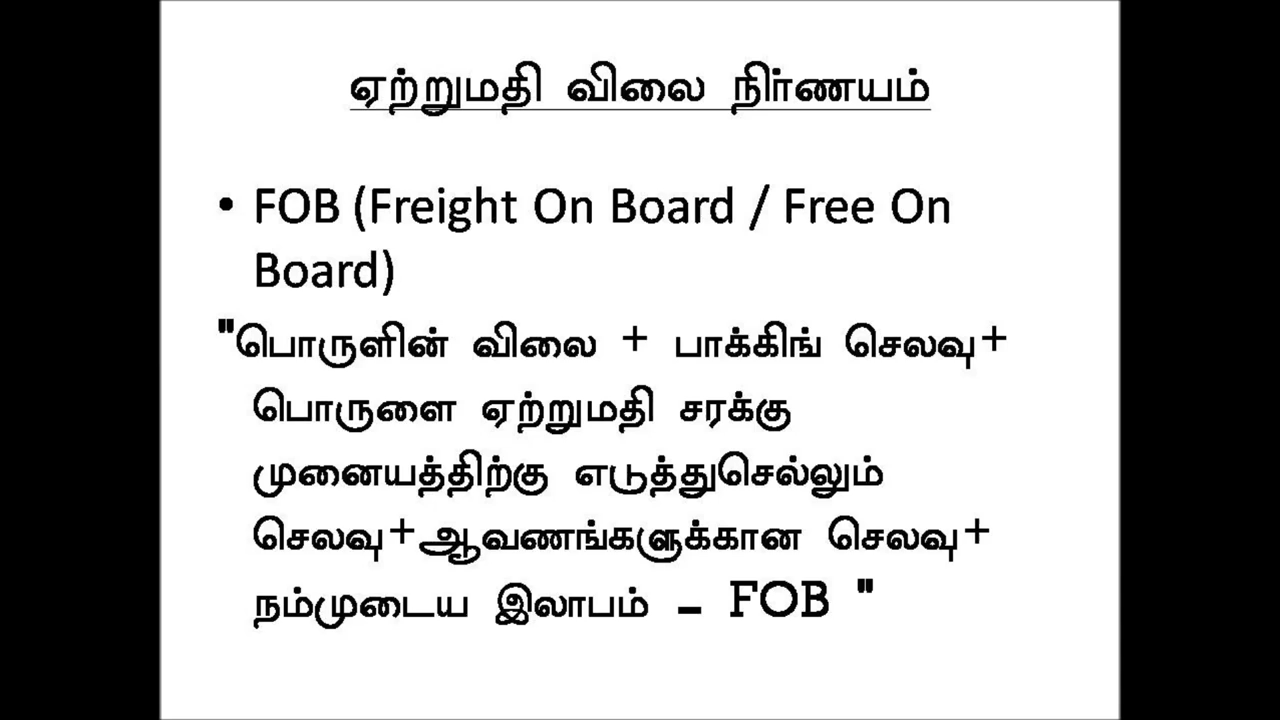 ஏற்றுமதி விலை நிர்ணயம்
• FOB (Freight On Board / Free On
Board)
"பொருளின் விலை + பாக்கிங் செலவு+
பொருளை ஏற்றுமதி சரக்கு
முனையத்திற்கு எடுத்துசெல்லும்
செலவு+ஆவணங்களுக்கான செலவு+
நம்முடைய இலாபம் – FOB "